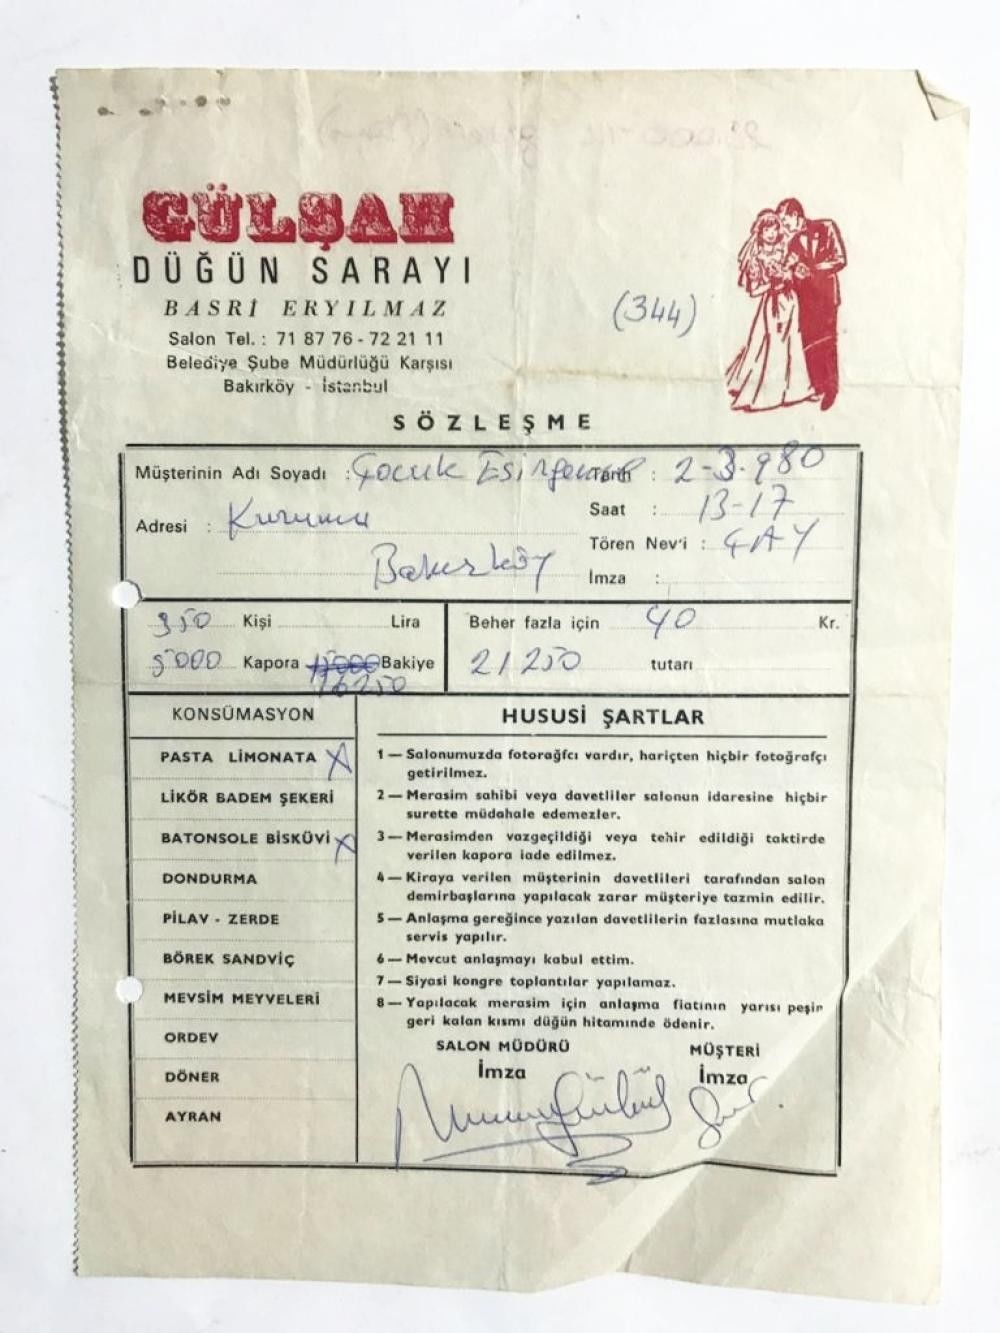 GÜLŞAH
DÜĞÜN SARAYI
BASRİ ERYILMAZ
Salon Tel. : 71 87 76 - 72 21 11
Belediye Şube Müdürlüğü Karşısı
Bakırköy - İstanbul
(344)
SÖZLEŞME
Müşterinin Adı Soyadı : Çocuk Esirgeme
Tarih : 2-3-980
Adresi : Kurumu
Bakırköy
Saat : 13-17
Tören Nev'i : ÇAY
İmza :
350 Kişi Lira
5000 Kapora 15000 Bakiye
16250
Beher fazla için 40 Kr.
21250 tutarı
KONSÜMASYON
PASTA LİMONATA X
LİKÖR BADEM ŞEKERİ
BATONSOLE BİSKÜVİ X
DONDURMA
PİLAV - ZERDE
BÖREK SANDVİÇ
MEVSİM MEYVELERİ
ORDEV
DÖNER
AYRAN
HUSUSİ ŞARTLAR
1 — Salonumuzda fotorağfcı vardır, hariçten hiçbir fotoğrafçı
getirilmez.
2 — Merasim sahibi veya davetliler salonun idaresine hiçbir
surette müdahale edemezler.
3 — Merasimden vazgeçildiği veya tehir edildiği taktirde
verilen kapora iade edilmez.
4 — Kiraya verilen müşterinin davetlileri tarafından salon
demirbaşlarına yapılacak zarar müşteriye tazmin edilir.
5 — Anlaşma gereğince yazılan davetlilerin fazlasına mutlaka
servis yapılır.
6 — Mevcut anlaşmayı kabul ettim.
7 — Siyasi kongre toplantılar yapılamaz.
8 — Yapılacak merasim için anlaşma fiatının yarısı peşin
geri kalan kısmı düğün hitamında ödenir.
SALON MÜDÜRÜ
İmza
MÜŞTERİ
İmza